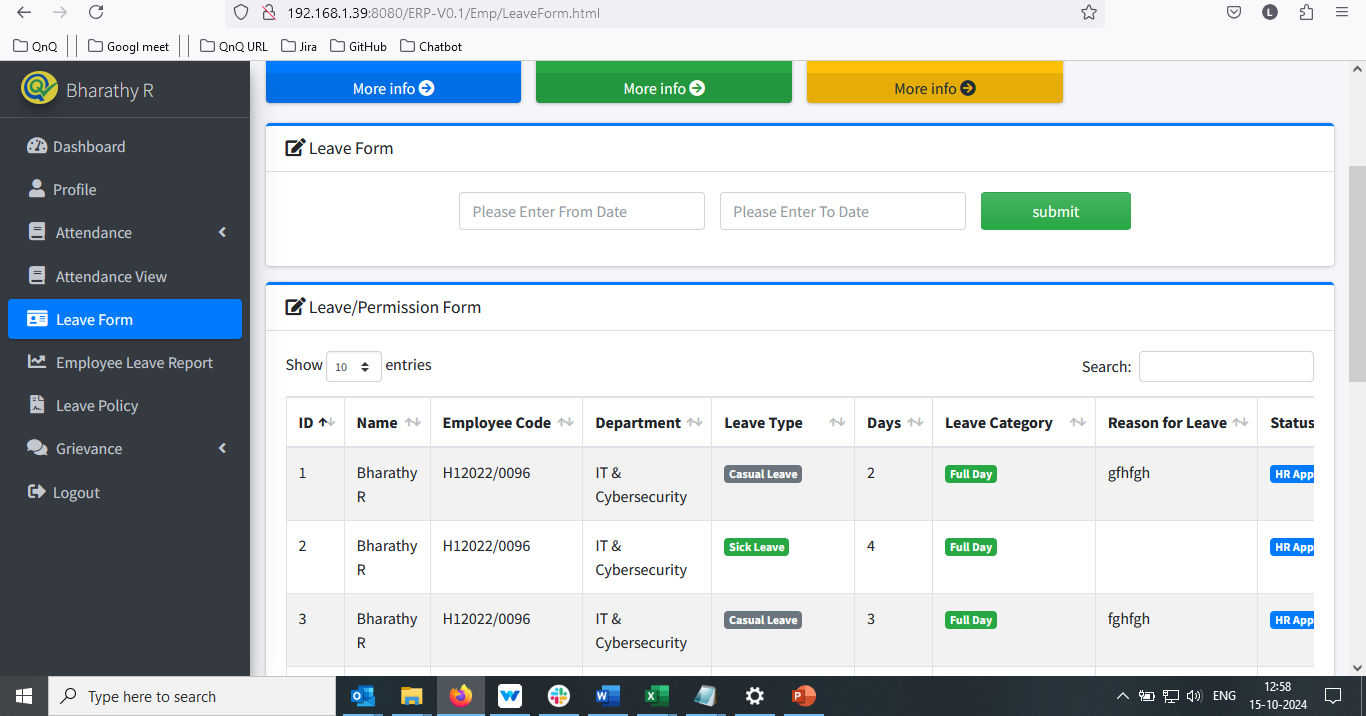 192.168.1.39:8080/ERP-V0.1/Emp/LeaveForm.html
L
QnQ Googl meet QnQ URL Jira GitHub Chatbot
Bharathy R
More info More info More info
Dashboard
Profile
Attendance
Attendance View
Leave Form
Employee Leave Report
Leave Policy
Grievance
Logout
Leave Form
Please Enter From Date Please Enter To Date submit
Leave/Permission Form
Show 10 entries Search:
ID Name Employee Code Department Leave Type Days Leave Category Reason for Leave Status
1 Bharathy H12022/0096 IT & Casual Leave 2 Full Day gfhfgh HR App
R Cybersecurity
2 Bharathy H12022/0096 IT & Sick Leave 4 Full Day HR App
R Cybersecurity
3 Bharathy H12022/0096 IT & Casual Leave 3 Full Day fghfgh HR App
R Cybersecurity
Type here to search
ENG
12:58
15-10-2024